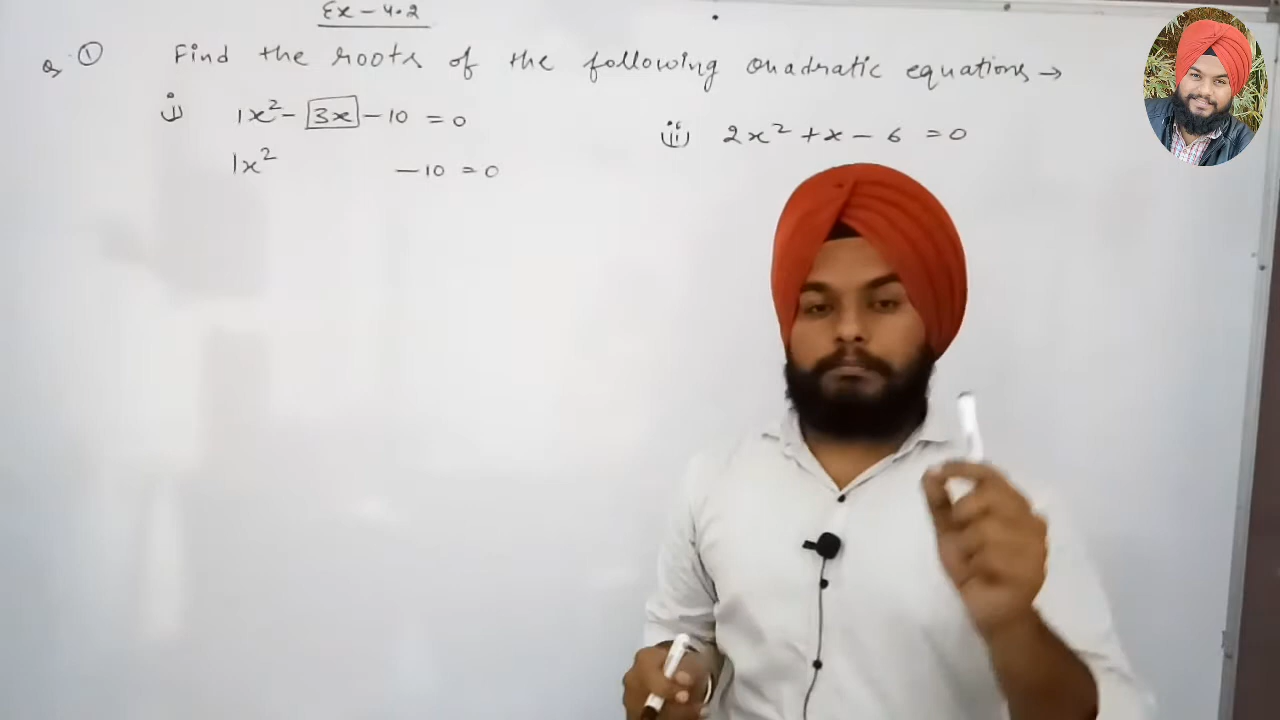 Ex - 4.2
Q ① Find the roots of the following quadratic equations →
i) 1x² - 3x - 10 = 0
ii) 2x² + x - 6 = 0
1x² - 10 = 0